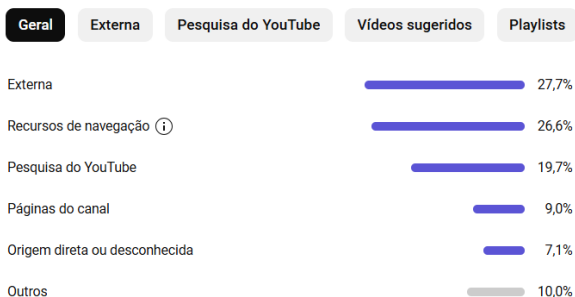 Geral Externa Pesquisa do YouTube Vídeos sugeridos Playlists
Externa 27,7%
Recursos de navegação 26,6%
Pesquisa do YouTube 19,7%
Páginas do canal 9,0%
Origem direta ou desconhecida 7,1%
Outros 10,0%